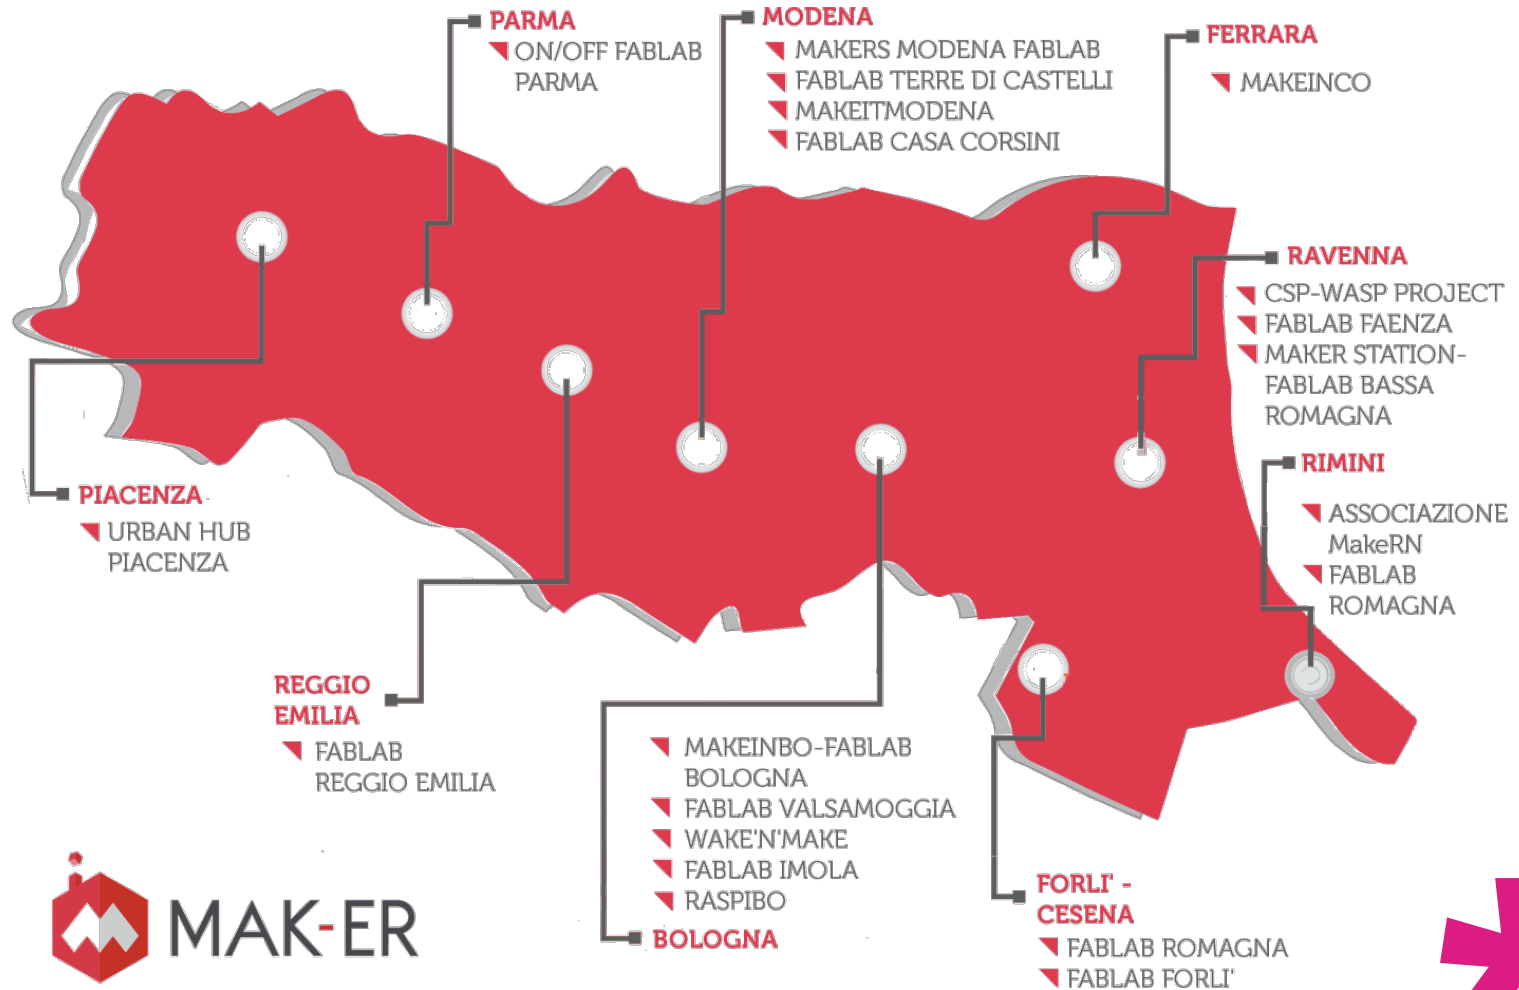 PARMA
ON/OFF FABLAB
PARMA
MODENA
MAKERS MODENA FABLAB
FABLAB TERRE DI CASTELLI
MAKEITMODENA
FABLAB CASA CORSINI
FERRARA
MAKEINCO
RAVENNA
CSP-WASP PROJECT
FABLAB FAENZA
MAKER STATION-
FABLAB BASSA
ROMAGNA
RIMINI
ASSOCIAZIONE
MakeRN
FABLAB
ROMAGNA
PIACENZA
URBAN HUB
PIACENZA
REGGIO
EMILIA
FABLAB
REGGIO EMILIA
MAKEINBO-FABLAB
BOLOGNA
FABLAB VALSAMOGGIA
WAKE'N'MAKE
FABLAB IMOLA
RASPIBO
BOLOGNA
FORLI' -
CESENA
FABLAB ROMAGNA
FABLAB FORLI'
MAK-ER